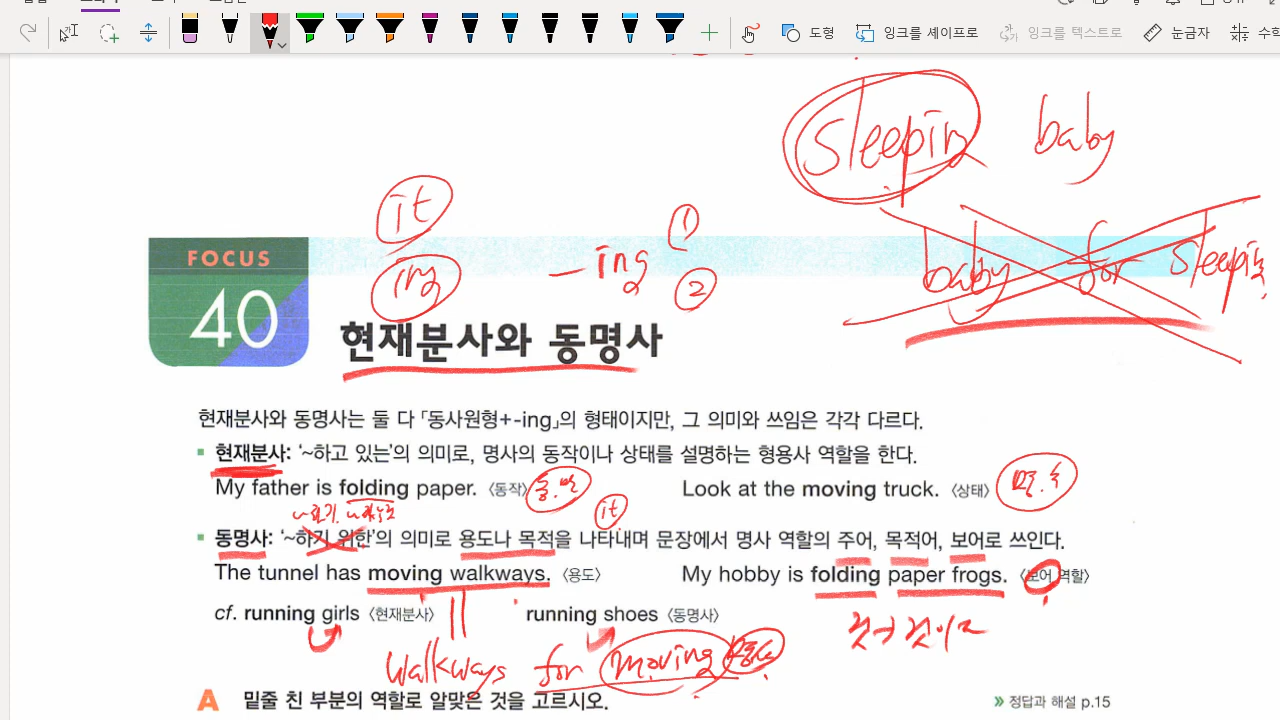 도형 잉크를 셰이프로 잉크를 텍스트로 눈금자 수학
sleeping baby
it
ing -ing ① ②
baby for sleeping
FOCUS
40
현재분사와 동명사
현재분사와 동명사는 둘 다 「동사원형+-ing」의 형태이지만, 그 의미와 쓰임은 각각 다르다.
현재분사: '~하고 있는'의 의미로, 명사의 동작이나 상태를 설명하는 형용사 역할을 한다.
My father is folding paper. 〈동작〉 Look at the moving truck. 〈상태〉
it
동명사: '~하기 위한'의 의미로 용도나 목적을 나타내며 문장에서 명사 역할의 주어, 목적어, 보어로 쓰인다.
The tunnel has moving walkways. 〈용도〉 My hobby is folding paper frogs. 〈보어 역할〉
cf. running girls 〈현재분사〉 running shoes 〈동명사〉
walkways for moving
A 밑줄 친 부분의 역할로 알맞은 것을 고르시오.
» 정답과 해설 p.15